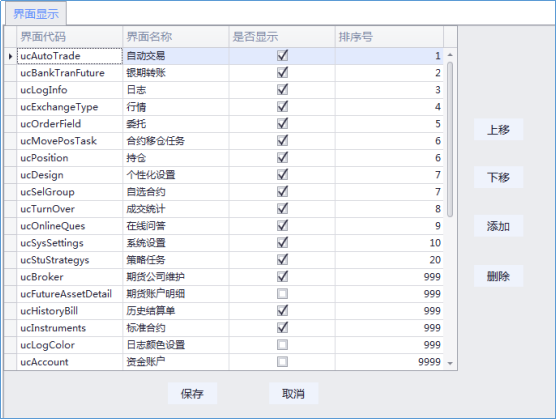 界面显示
界面代码 界面名称 是否显示 排序号
ucAutoTrade 自动交易 1
ucBankTranFuture 银期转账 2
ucLogInfo 日志 3
ucExchangeType 行情 4
ucOrderField 委托 5
ucMovePosTask 合约移仓任务 6
ucPosition 持仓 6
ucDesign 个性化设置 7
ucSelGroup 自选合约 7
ucTurnOver 成交统计 8
ucOnlineQues 在线问答 9
ucSysSettings 系统设置 10
ucStuStrategys 策略任务 20
ucBroker 期货公司维护 999
ucFutureAssetDetail 期货账户明细 999
ucHistoryBill 历史结算单 999
ucInstruments 标准合约 999
ucLogColor 日志颜色设置 999
ucAccount 资金账户 9999
上移
下移
添加
删除
保存 取消